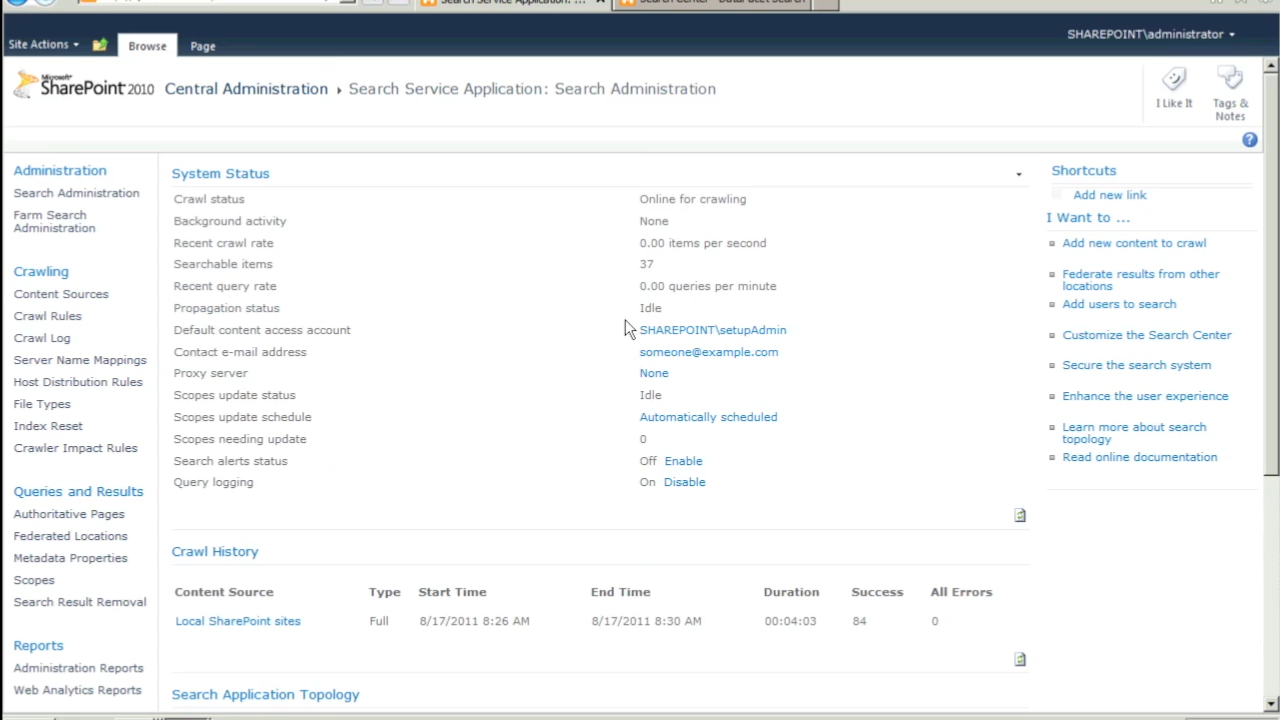 Search Service Application: ...
Site Actions
Browse
Page
SHAREPOINT\administrator
Microsoft
SharePoint 2010
Central Administration
Search Service Application: Search Administration
I Like It
Tags &
Notes
Administration
Search Administration
Farm Search
Administration
Crawling
Content Sources
Crawl Rules
Crawl Log
Server Name Mappings
Host Distribution Rules
File Types
Index Reset
Crawler Impact Rules
Queries and Results
Authoritative Pages
Federated Locations
Metadata Properties
Scopes
Search Result Removal
Reports
Administration Reports
Web Analytics Reports
System Status
Crawl status Online for crawling
Background activity None
Recent crawl rate 0.00 items per second
Searchable items 37
Recent query rate 0.00 queries per minute
Propagation status Idle
Default content access account SHAREPOINT\setupAdmin
Contact e-mail address someone@example.com
Proxy server None
Scopes update status Idle
Scopes update schedule Automatically scheduled
Scopes needing update 0
Search alerts status Off Enable
Query logging On Disable
Crawl History
Content Source Type Start Time End Time Duration Success All Errors
Local SharePoint sites Full 8/17/2011 8:26 AM 8/17/2011 8:30 AM 00:04:03 84 0
Search Application Topology
Shortcuts
Add new link
I Want to ...
Add new content to crawl
Federate results from other
locations
Add users to search
Customize the Search Center
Secure the search system
Enhance the user experience
Learn more about search
topology
Read online documentation